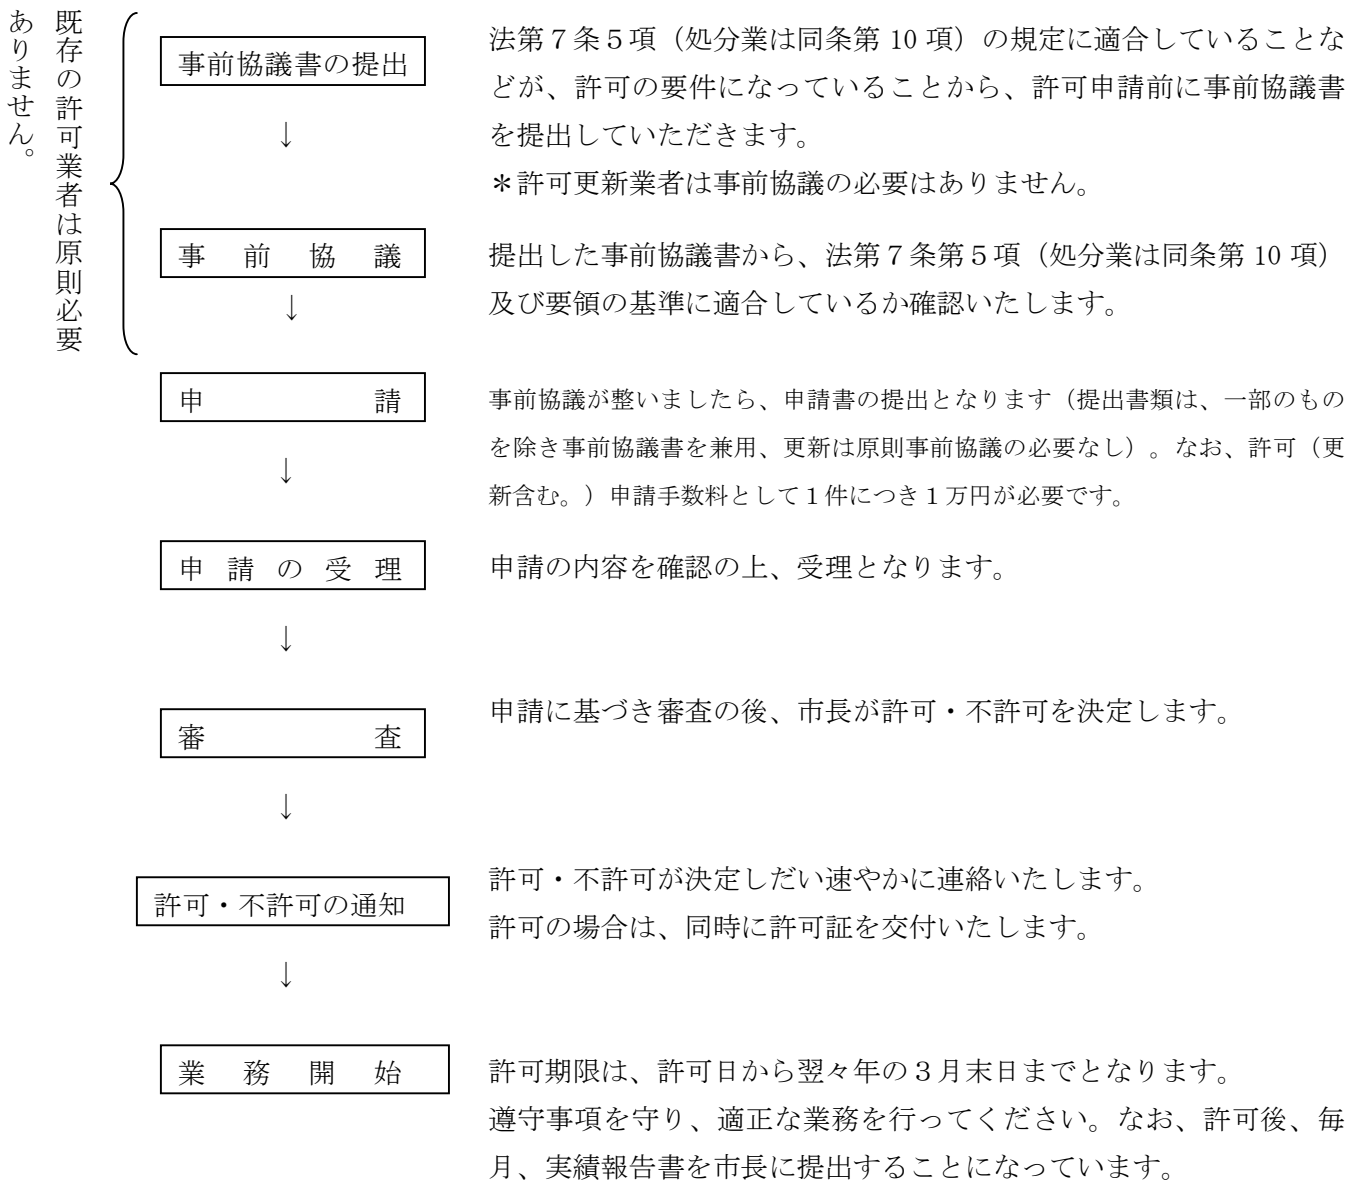 既存の許可業者は原則必要
ありません。
事前協議書の提出
法第７条５項（処分業は同条第 10 項）の規定に適合していることな
どが、許可の要件になっていることから、許可申請前に事前協議書
を提出していただきます。
＊許可更新業者は事前協議の必要はありません。
↓
事前協議
提出した事前協議書から、法第７条第５項（処分業は同条第 10 項）
及び要領の基準に適合しているか確認いたします。
↓
申請
事前協議が整いましたら、申請書の提出となります（提出書類は、一部のもの
を除き事前協議書を兼用、更新は原則事前協議の必要なし）。なお、許可（更
新含む。）申請手数料として１件につき１万円が必要です。
↓
申請の受理
申請の内容を確認の上、受理となります。
↓
審査
申請に基づき審査の後、市長が許可・不許可を決定します。
↓
許可・不許可の通知
許可・不許可が決定しだい速やかに連絡いたします。
許可の場合は、同時に許可証を交付いたします。
↓
業務開始
許可期限は、許可日から翌々年の３月末日までとなります。
遵守事項を守り、適正な業務を行ってください。なお、許可後、毎
月、実績報告書を市長に提出することになっています。